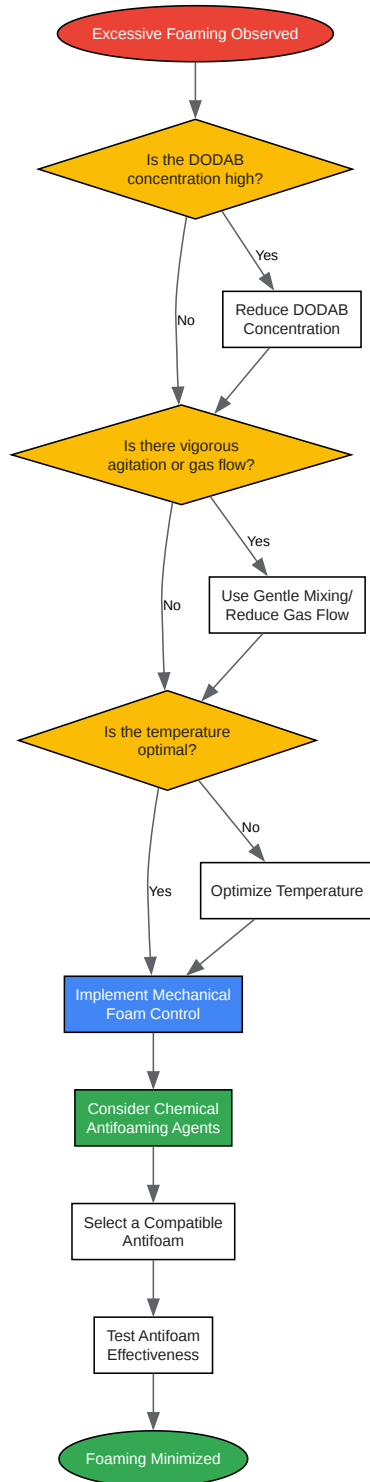 Excessive Foaming Observed
Is the DODAB
concentration high?
Yes
Reduce DODAB
Concentration
No
Is there vigorous
agitation or gas flow?
Yes
Use Gentle Mixing/
Reduce Gas Flow
No
Is the temperature
optimal?
No
Optimize Temperature
Yes
Implement Mechanical
Foam Control
Consider Chemical
Antifoaming Agents
Select a Compatible
Antifoam
Test Antifoam
Effectiveness
Foaming Minimized